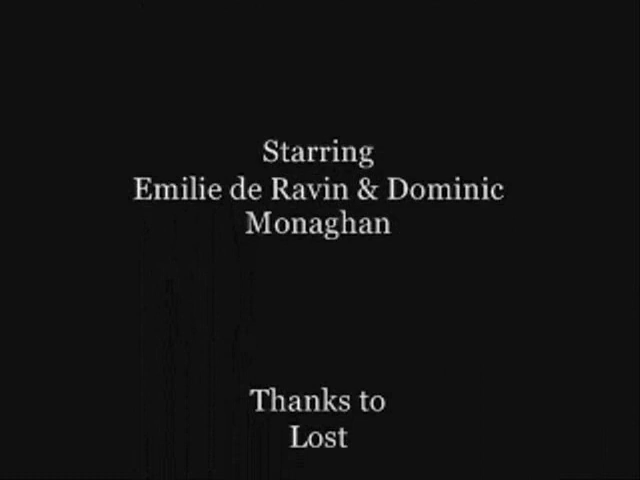 Starring
Emilie de Ravin & Dominic
Monaghan
Thanks to
Lost